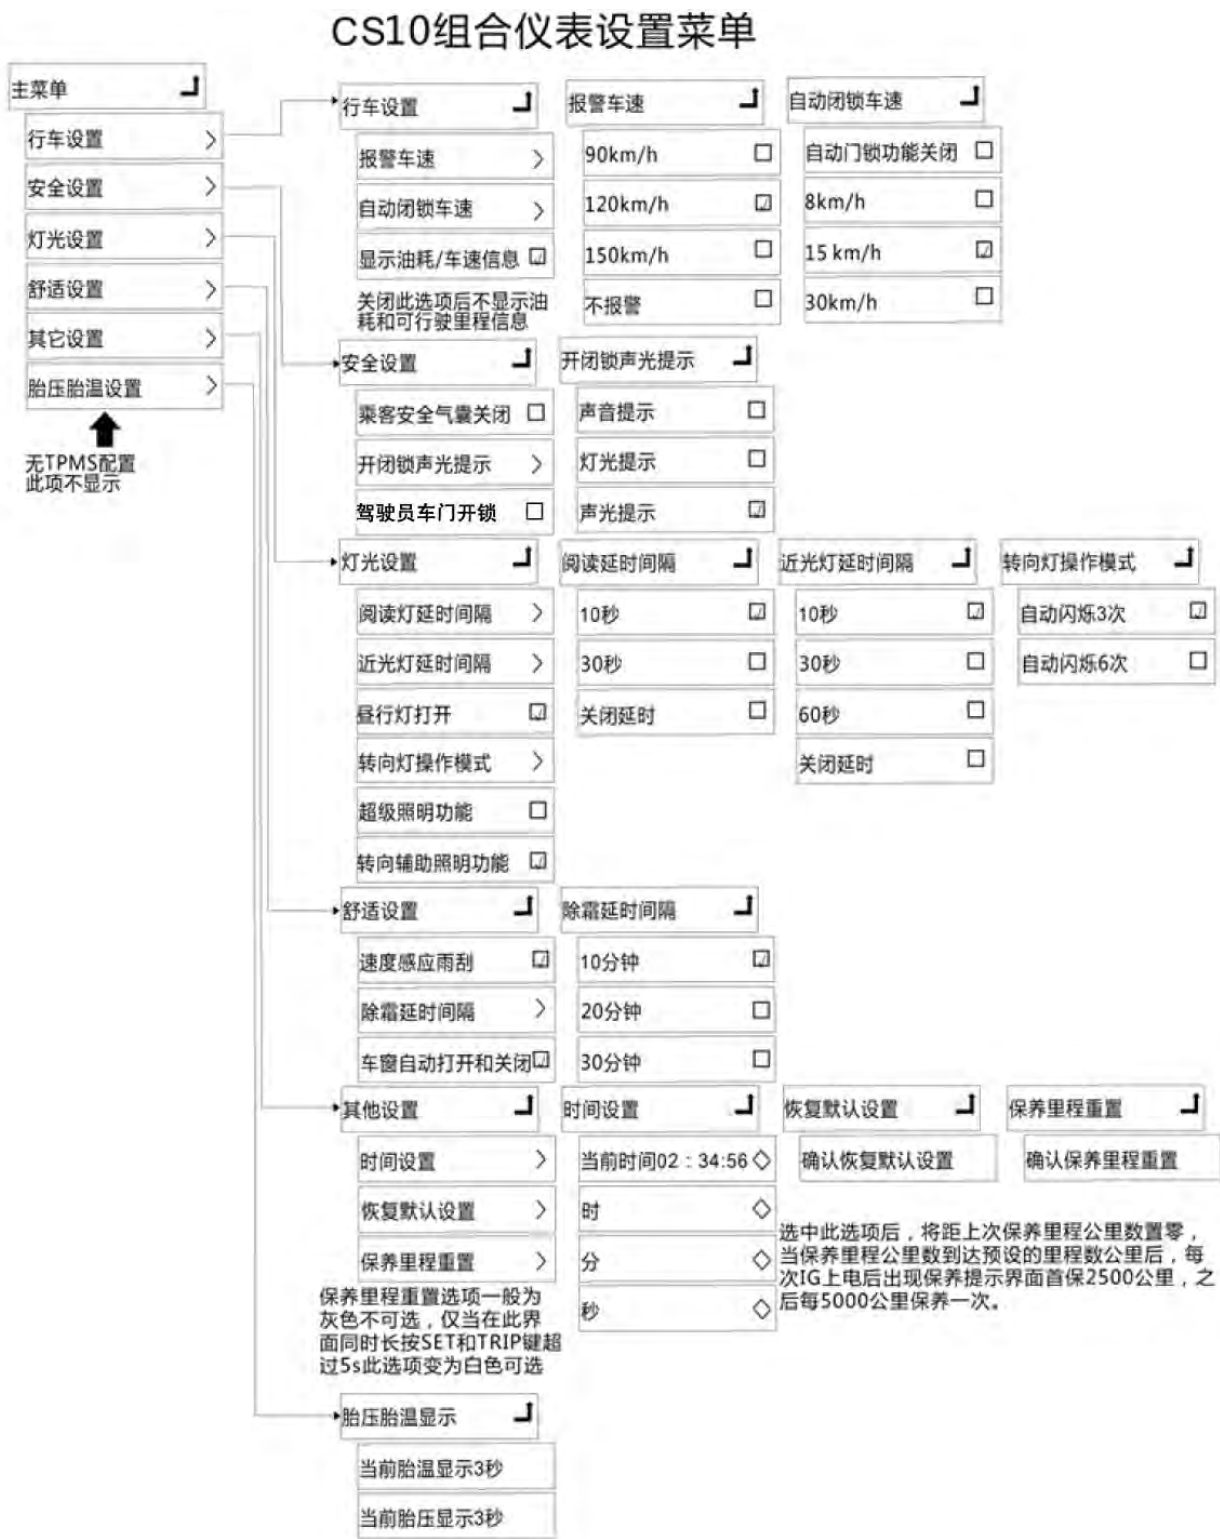 CS10组合仪表设置菜单
主菜单
行车设置
安全设置
灯光设置
舒适设置
其它设置
胎压胎温设置
无TPMS配置
此项不显示
行车设置
报警车速
自动闭锁车速
显示油耗/车速信息
关闭此选项后不显示油
耗和可行驶里程信息
报警车速
90km/h
120km/h
150km/h
不报警
自动闭锁车速
自动门锁功能关闭
8km/h
15 km/h
30km/h
安全设置
乘客安全气囊关闭
开闭锁声光提示
驾驶员车门开锁
开闭锁声光提示
声音提示
灯光提示
声光提示
灯光设置
阅读灯延时间隔
近光灯延时间隔
昼行灯打开
转向灯操作模式
超级照明功能
转向辅助照明功能
阅读延时间隔
10秒
30秒
关闭延时
近光灯延时间隔
10秒
30秒
60秒
关闭延时
转向灯操作模式
自动闪烁3次
自动闪烁6次
舒适设置
速度感应雨刮
除霜延时间隔
车窗自动打开和关闭
除霜延时间隔
10分钟
20分钟
30分钟
其他设置
时间设置
恢复默认设置
保养里程重置
保养里程重置选项一般为
灰色不可选，仅当在此界
面同时长按SET和TRIP键超
过5s此选项变为白色可选
时间设置
当前时间02：34:56
时
分
秒
恢复默认设置
确认恢复默认设置
保养里程重置
确认保养里程重置
选中此选项后，将距上次保养里程公里数置零，
当保养里程公里数到达预设的里程数公里后，每
次IG上电后出现保养提示界面首保2500公里，之
后每5000公里保养一次。
胎压胎温显示
当前胎温显示3秒
当前胎压显示3秒